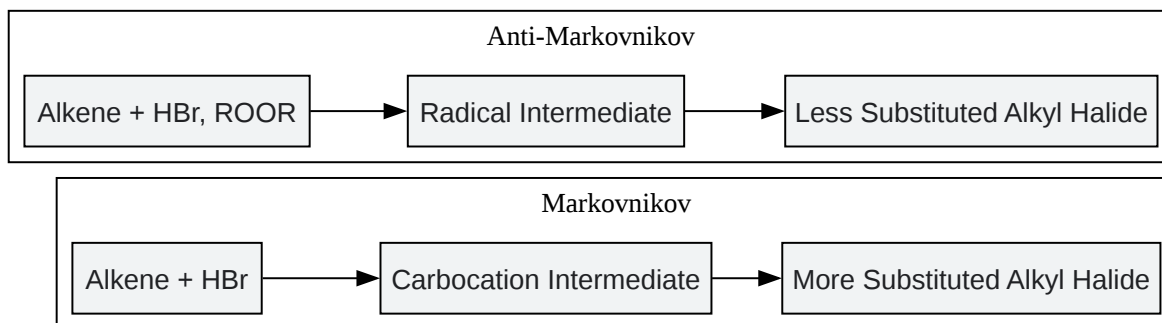 Anti-Markovnikov
Alkene + HBr, ROOR
Radical Intermediate
Less Substituted Alkyl Halide
Markovnikov
Alkene + HBr
Carbocation Intermediate
More Substituted Alkyl Halide